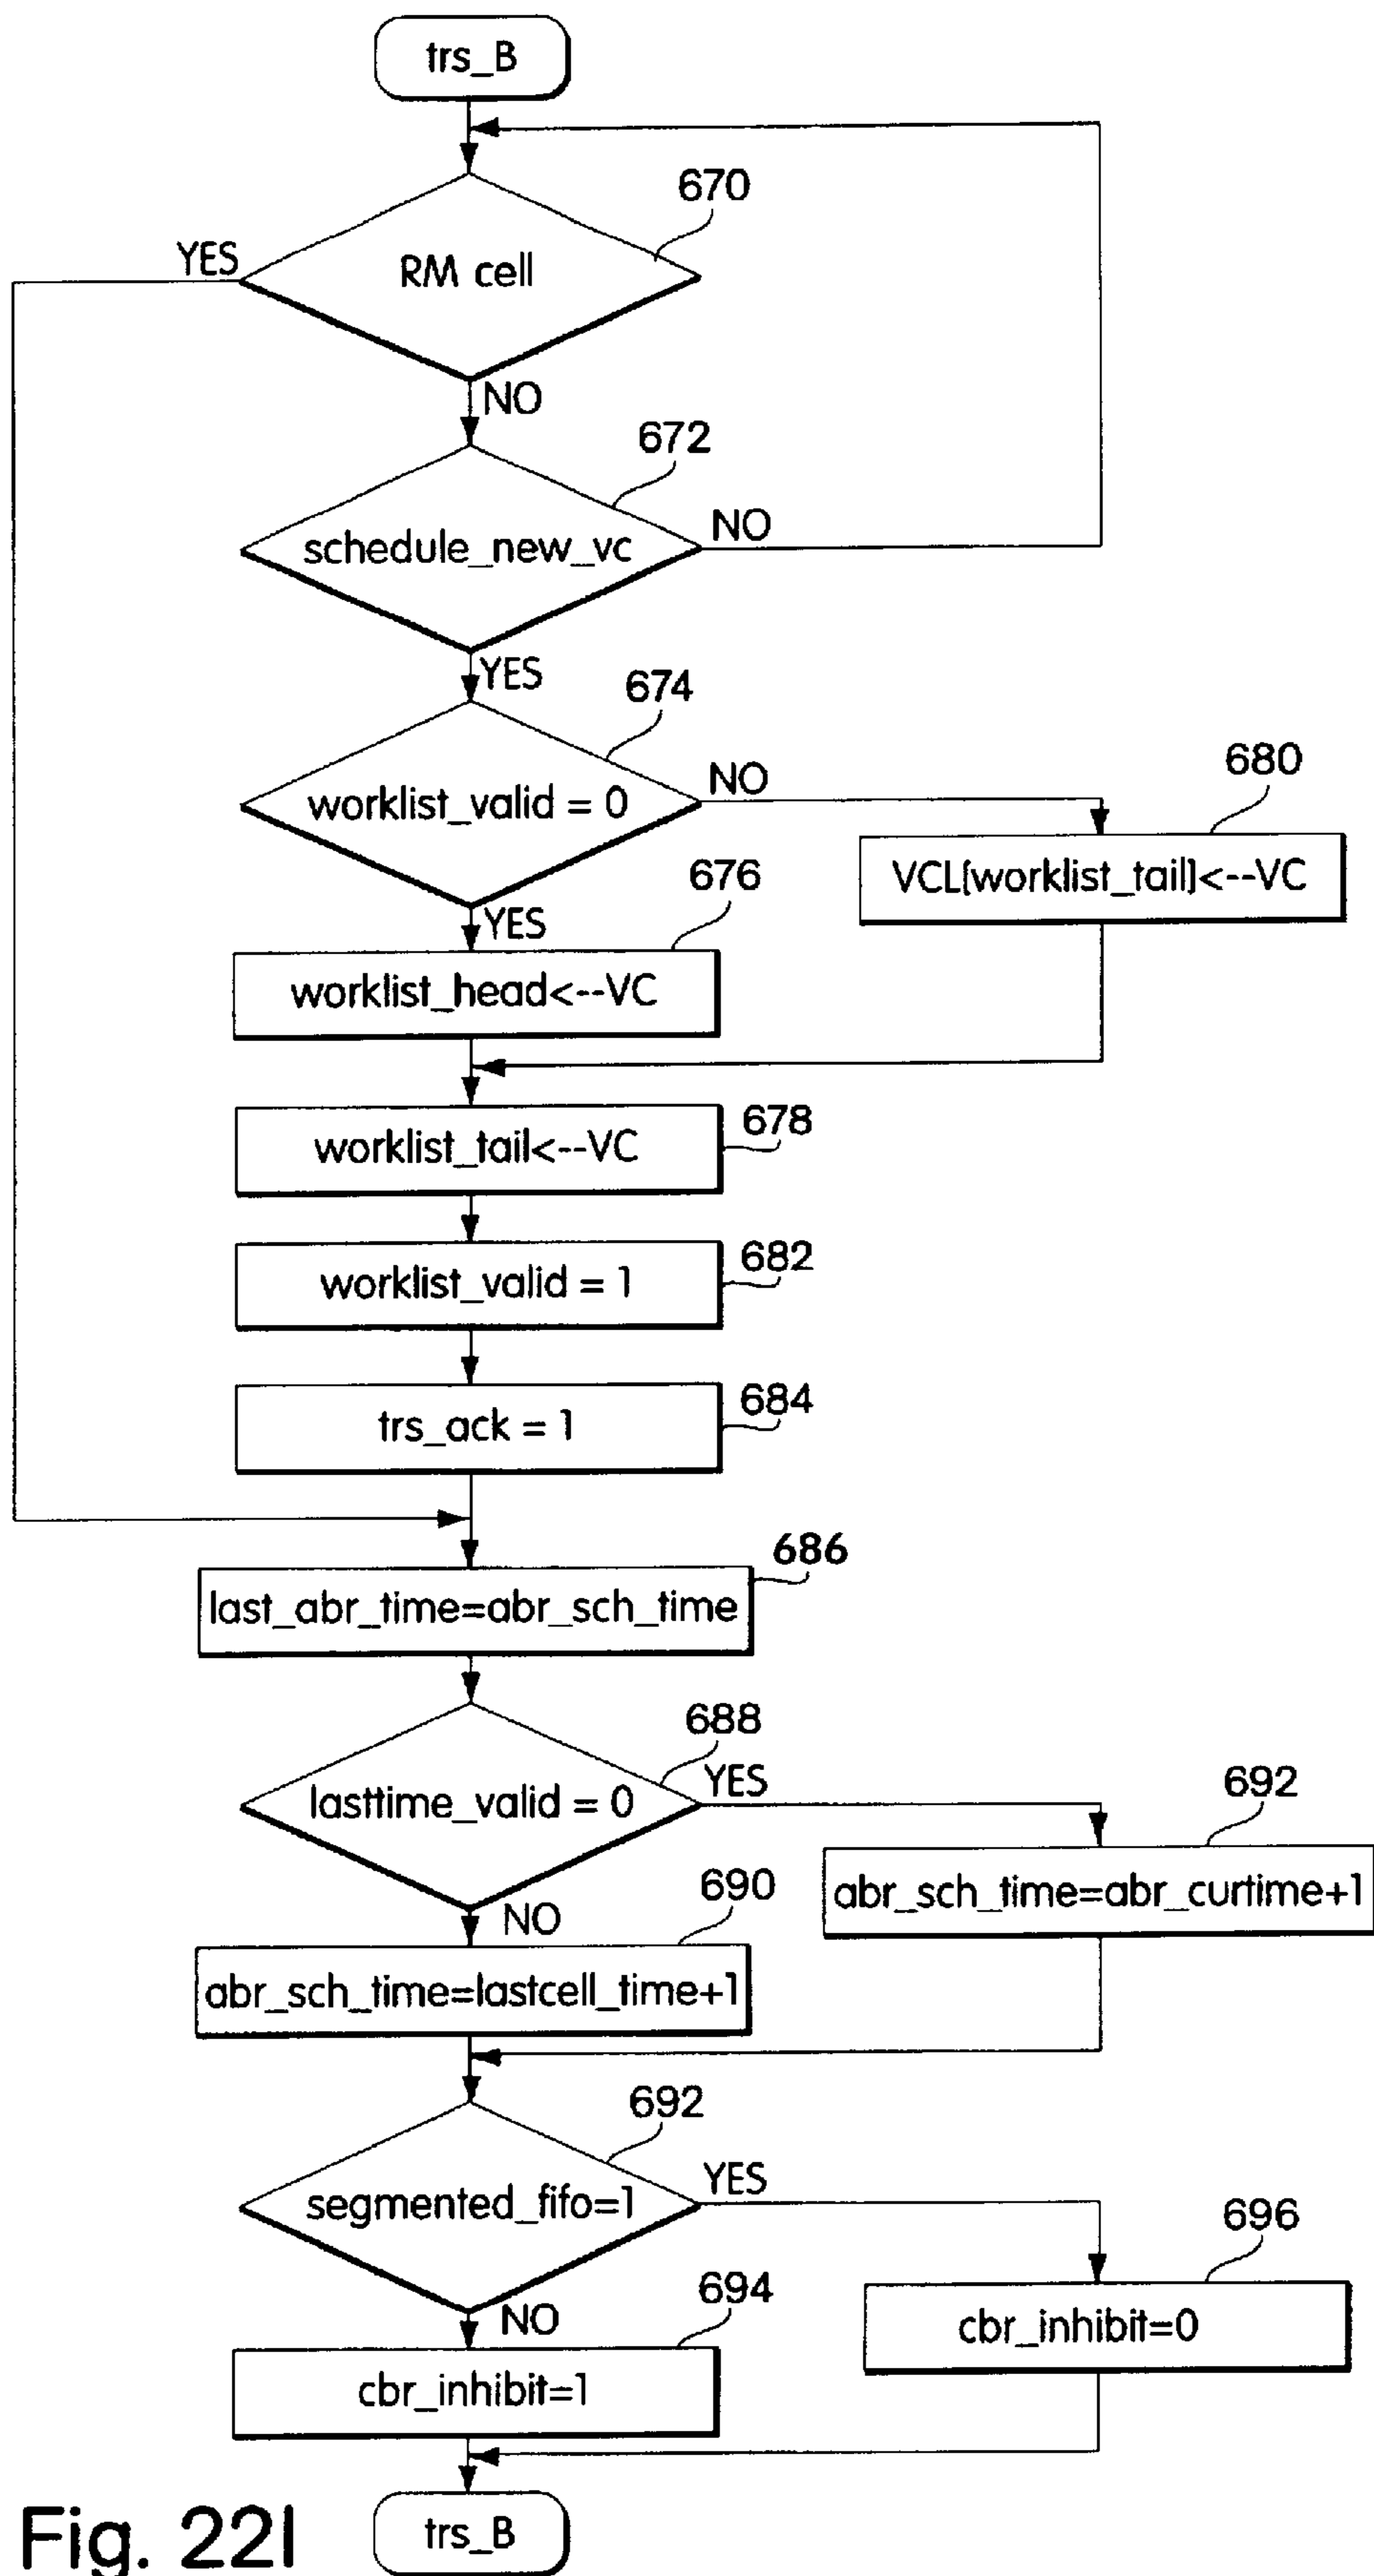 trs_B
670
YES
RM cell
NO
672
schedule_new_vc
NO
YES
674
worklist_valid = 0
NO
680
VCL[worklist_tail]<--VC
676
YES
worklist_head<--VC
678
worklist_tail<--VC
682
worklist_valid = 1
684
trs_ack = 1
686
last_abr_time=abr_sch_time
688
lasttime_valid = 0
YES
692
abr_sch_time=abr_curtime+1
690
NO
abr_sch_time=lastcell_time+1
692
segmented_fifo=1
YES
696
cbr_inhibit=0
694
NO
cbr_inhibit=1
trs_B
Fig. 22I